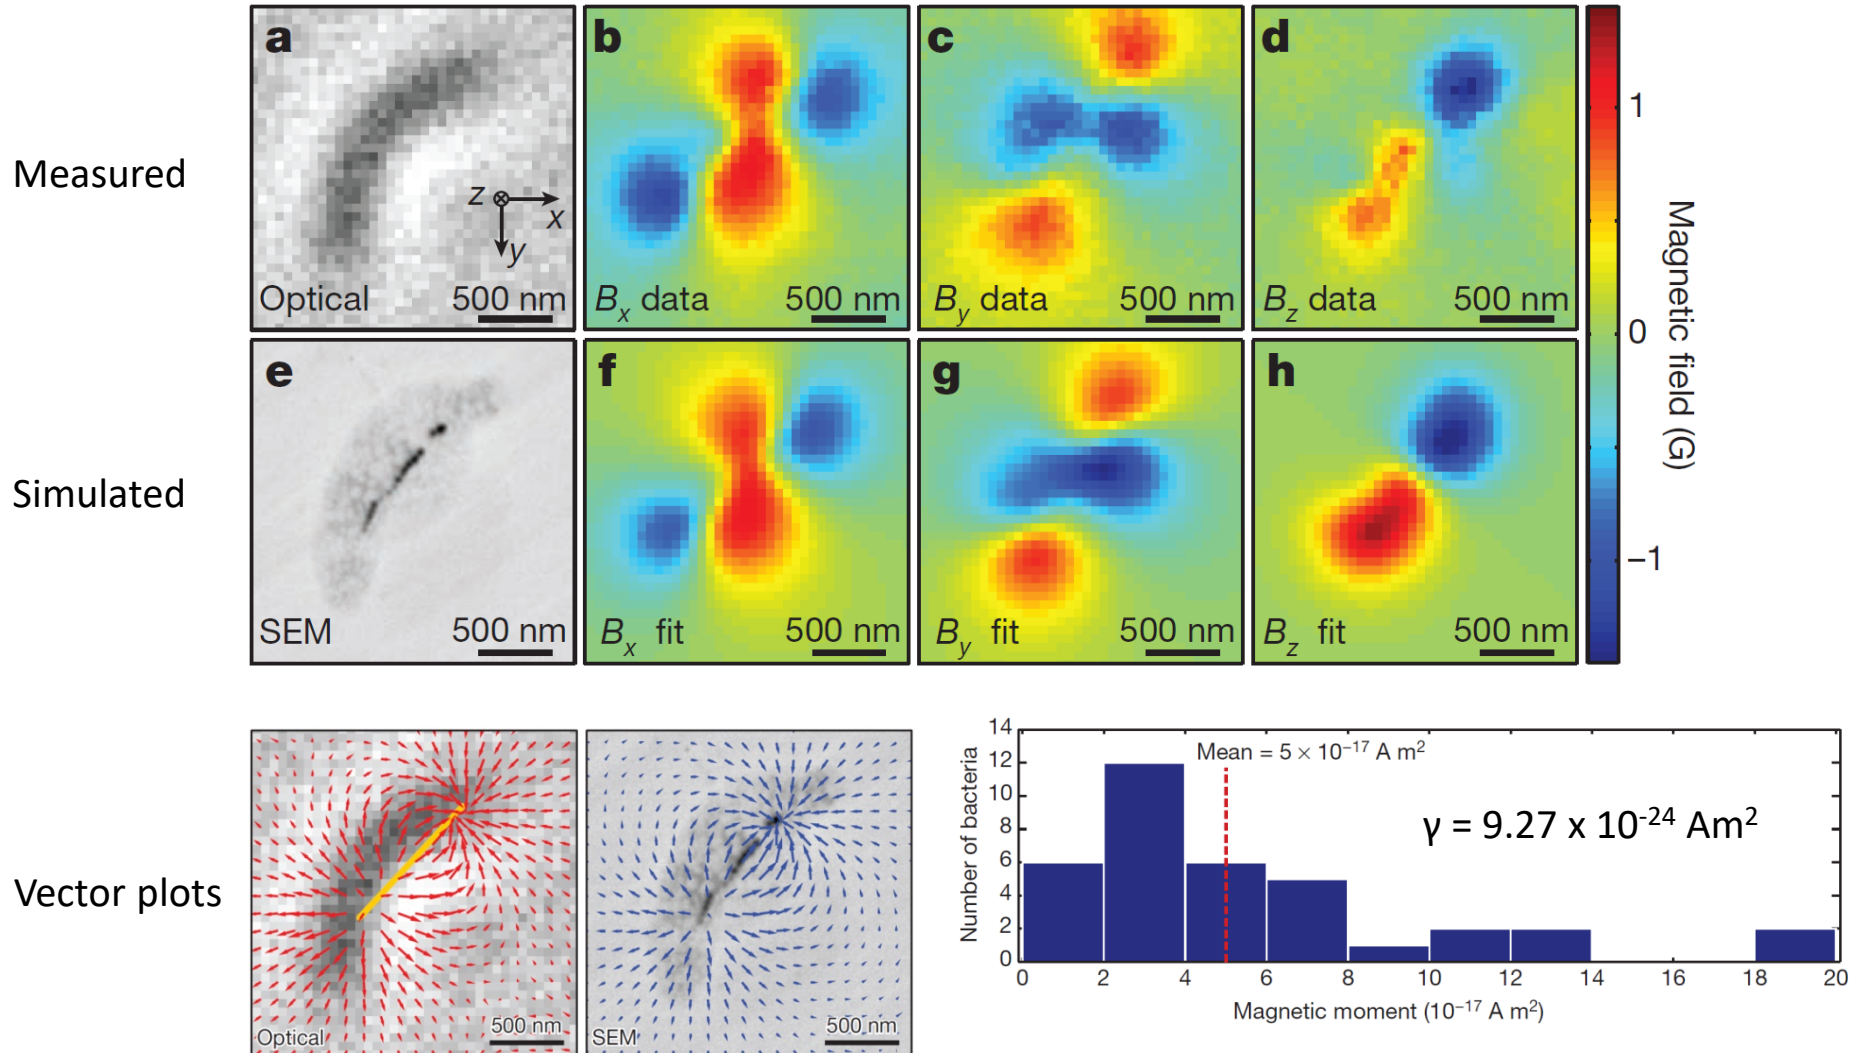 Measured
a
z
x
y
Optical
500 nm
b
Bx data
500 nm
c
By data
500 nm
d
Bz data
500 nm
1
0
−1
Magnetic field (G)
Simulated
e
SEM
500 nm
f
Bx fit
500 nm
g
By fit
500 nm
h
Bz fit
500 nm
Vector plots
Optical
500 nm
SEM
500 nm
Number of bacteria
14
12
10
8
6
4
2
0
Mean = 5 × 10⁻¹⁷ A m²
γ = 9.27 x 10⁻²⁴ Am²
0 2 4 6 8 10 12 14 16 18 20
Magnetic moment (10⁻¹⁷ A m²)